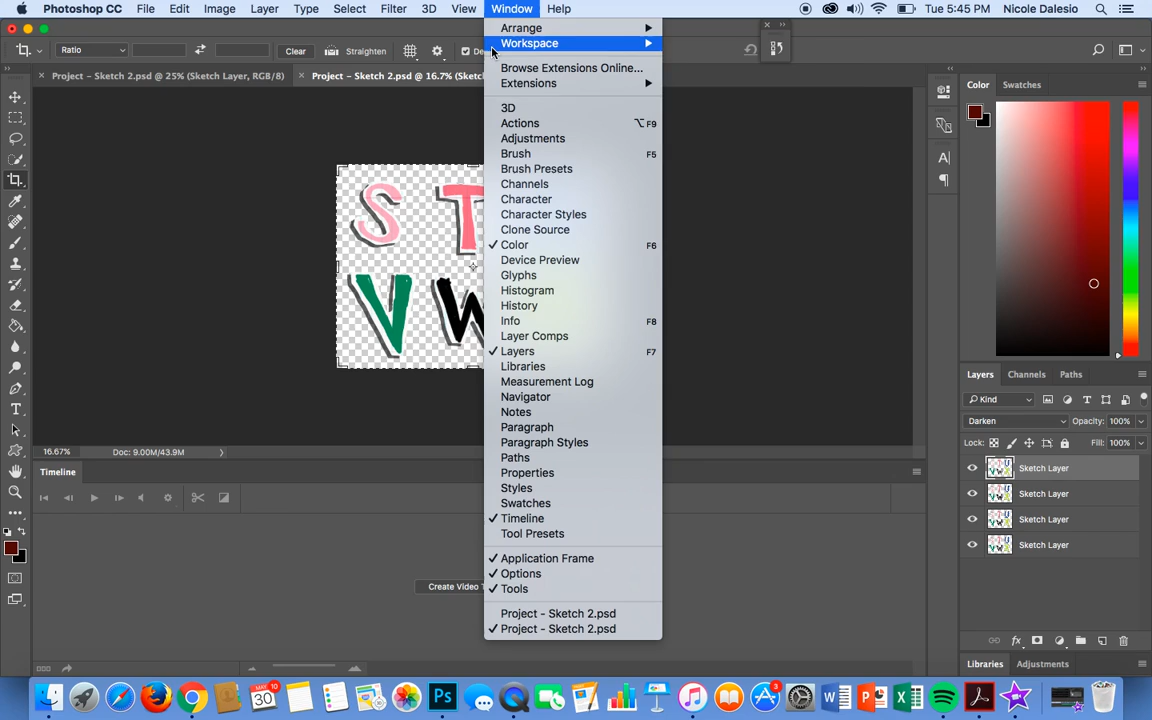 Photoshop CC File Edit Image Layer Type Select Filter 3D View Window Help Tue 5:45 PM Nicole Dalesio
Ratio Clear Straighten
Project – Sketch 2.psd @ 25% (Sketch Layer, RGB/8) Project – Sketch 2.psd @ 16.7%
Arrange
Workspace
Browse Extensions Online...
Extensions
3D
Actions ⌥F9
Adjustments
Brush F5
Brush Presets
Channels
Character
Character Styles
Clone Source
Color F6
Device Preview
Glyphs
Histogram
History
Info F8
Layer Comps
Layers F7
Libraries
Measurement Log
Navigator
Notes
Paragraph
Paragraph Styles
Paths
Properties
Styles
Swatches
Timeline
Tool Presets
Application Frame
Options
Tools
Project – Sketch 2.psd
Project – Sketch 2.psd
S T
V W
16.67% Doc: 9.00M/43.9M
Timeline
Create Video
Color Swatches
Layers Channels Paths
Kind
Darken Opacity: 100%
Lock: Fill: 100%
Sketch Layer
Sketch Layer
Sketch Layer
Sketch Layer
Libraries Adjustments
MAY
30
Ps
3
W P X